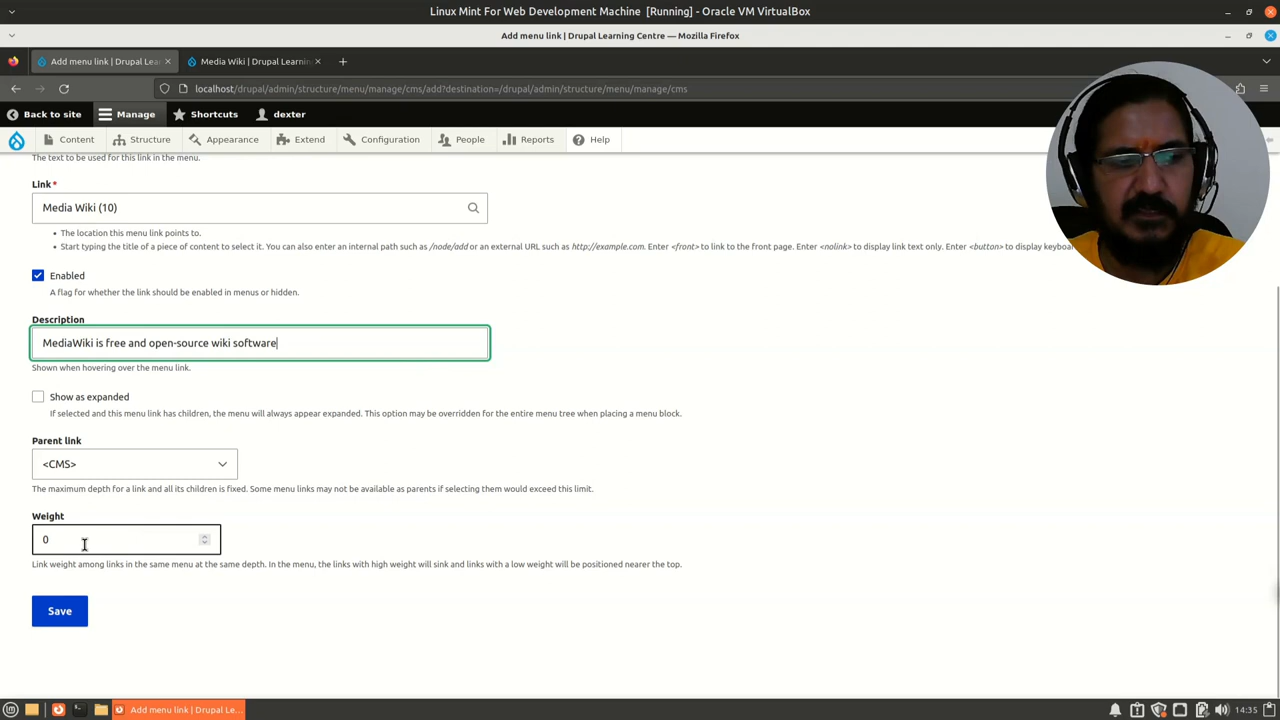 Linux Mint For Web Development Machine [Running] - Oracle VM VirtualBox
Add menu link | Drupal Learning Centre — Mozilla Firefox
Add menu link | Drupal Lea
Media Wiki | Drupal Learnin
localhost/drupal/admin/structure/menu/manage/cms/add?destination=/drupal/admin/structure/menu/manage/cms
Back to site Manage Shortcuts dexter
Content Structure Appearance Extend Configuration People Reports Help
The text to be used for this link in the menu.
Link*
Media Wiki (10)
• The location this menu link points to.
• Start typing the title of a piece of content to select it. You can also enter an internal path such as /node/add or an external URL such as http://example.com. Enter <front> to link to the front page. Enter <nolink> to display link text only. Enter <button> to display keyboa
Enabled
A flag for whether the link should be enabled in menus or hidden.
Description
MediaWiki is free and open-source wiki software
Shown when hovering over the menu link.
Show as expanded
If selected and this menu link has children, the menu will always appear expanded. This option may be overridden for the entire menu tree when placing a menu block.
Parent link
<CMS>
The maximum depth for a link and all its children is fixed. Some menu links may not be available as parents if selecting them would exceed this limit.
Weight
0
Link weight among links in the same menu at the same depth. In the menu, the links with high weight will sink and links with a low weight will be positioned nearer the top.
Save
Add menu link | Drupal Le...
14:35